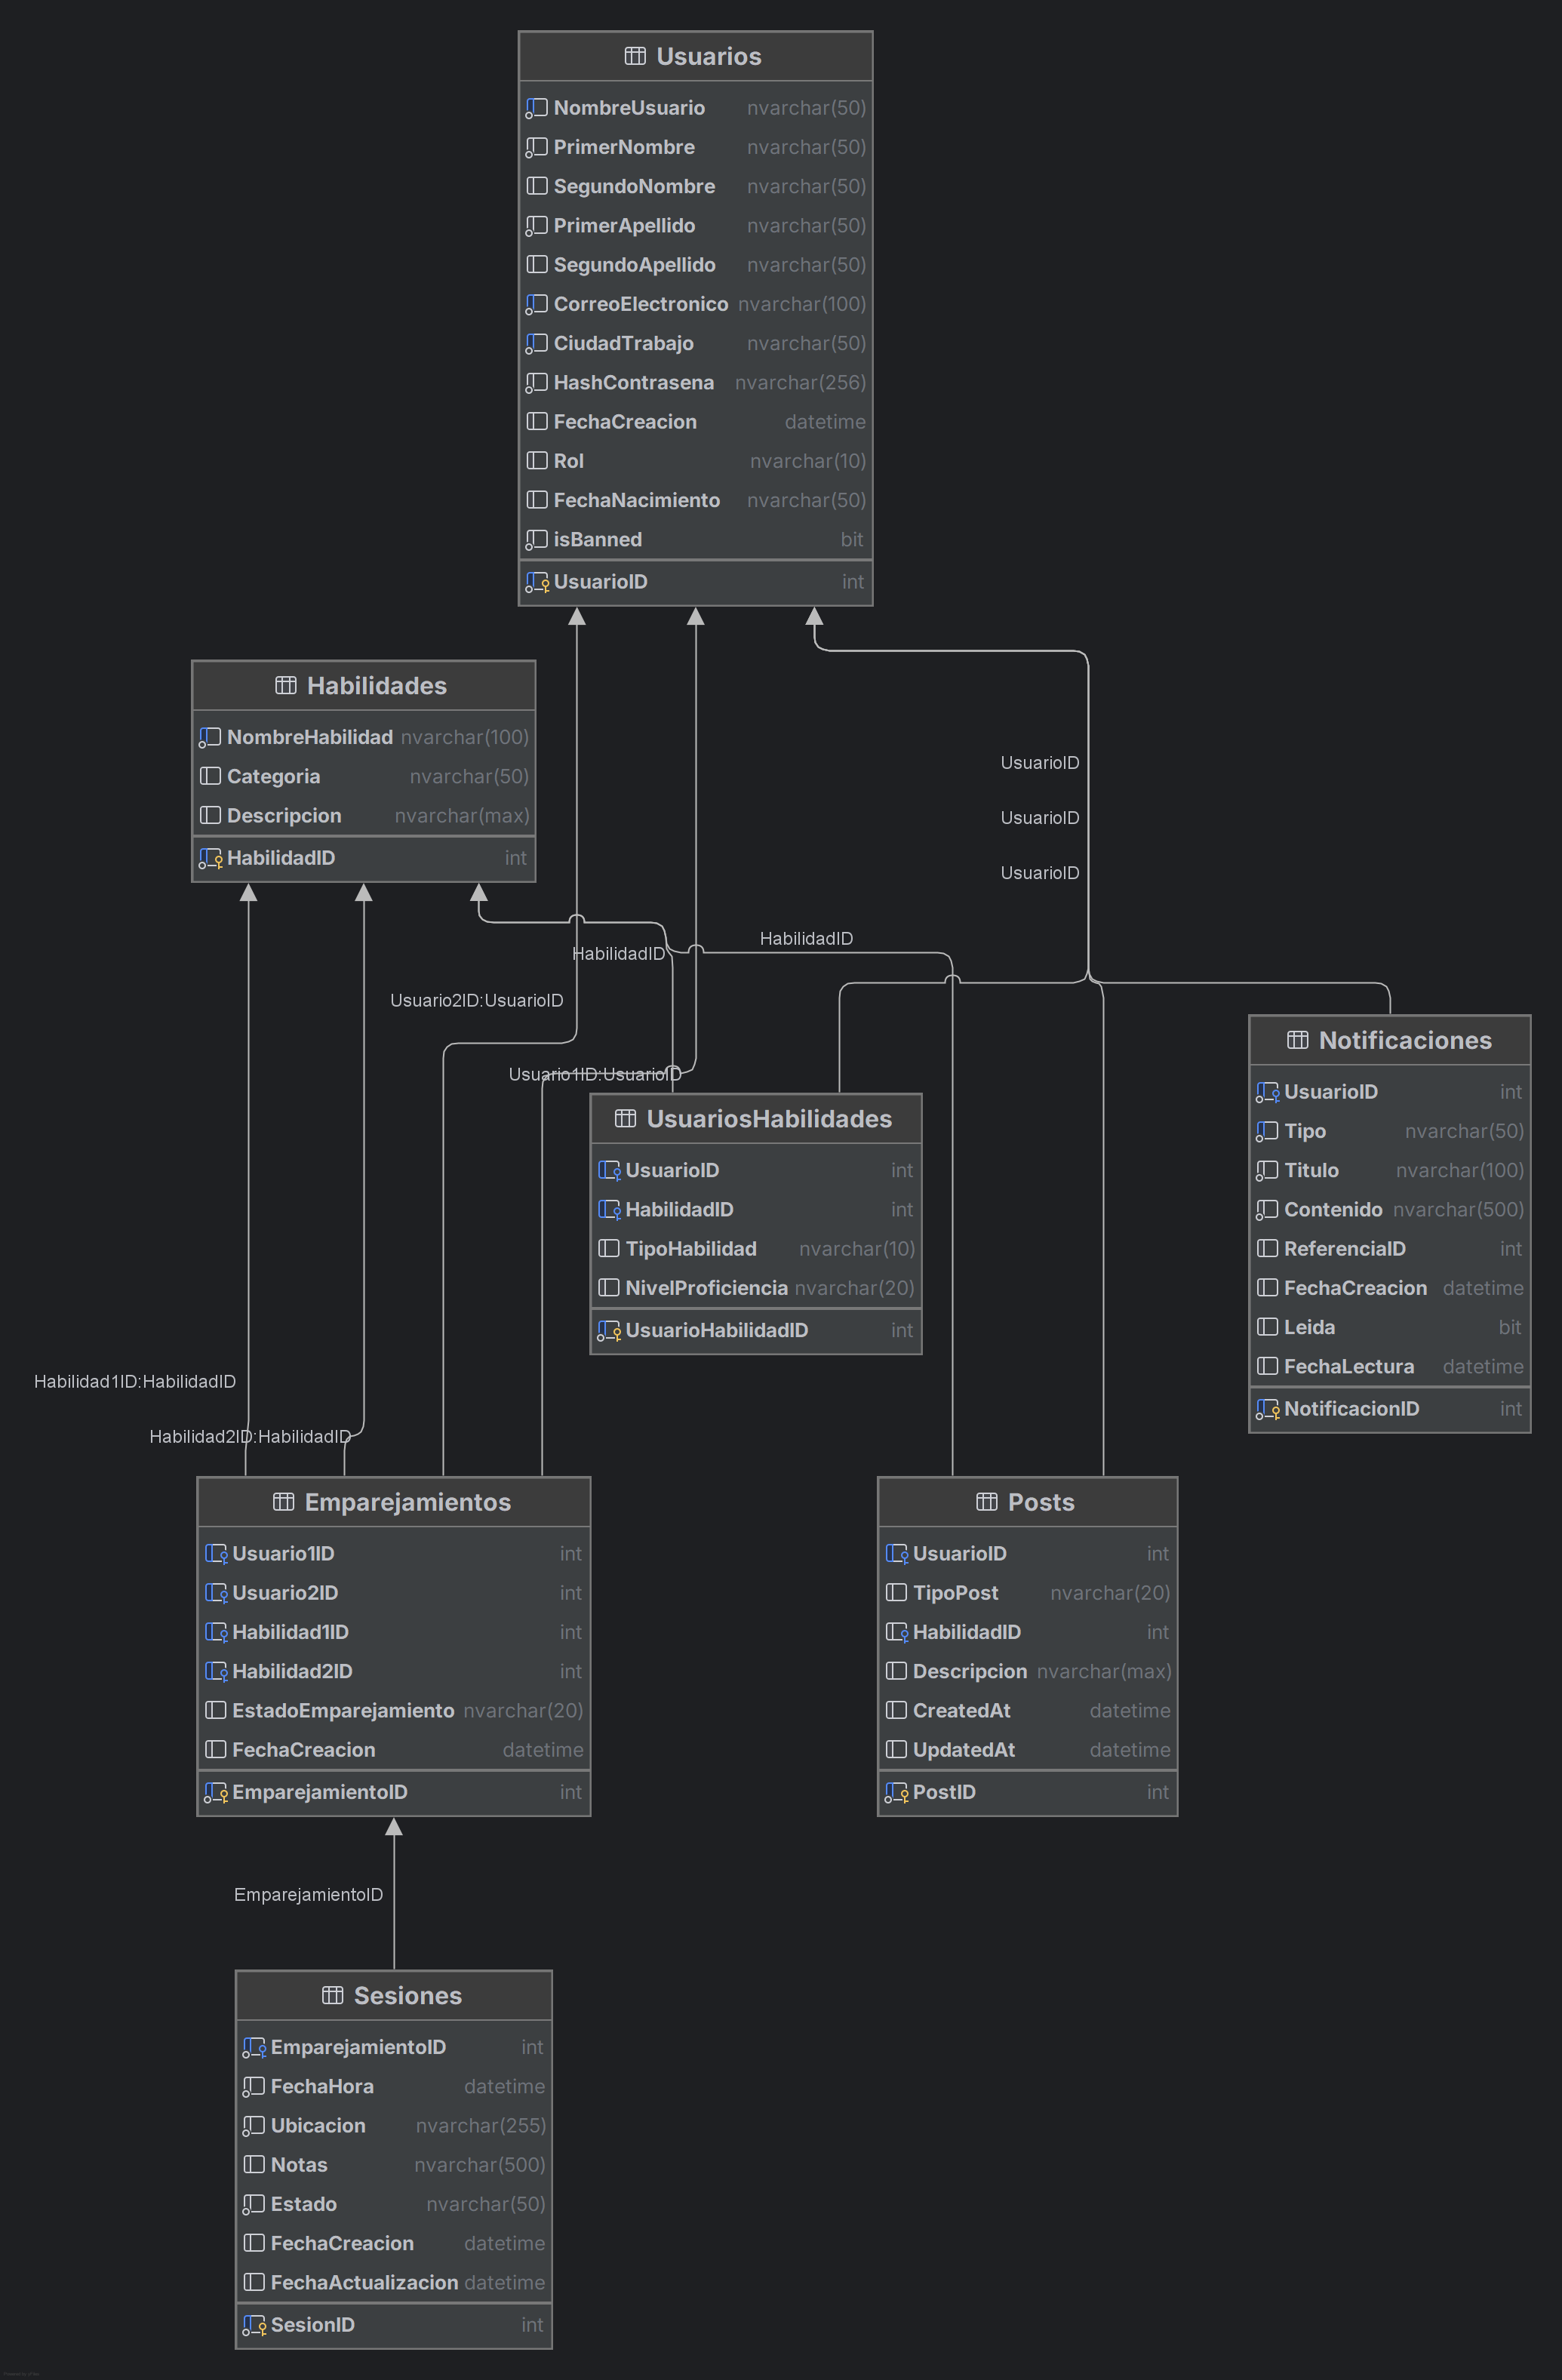 Usuarios
NombreUsuario nvarchar(50)
PrimerNombre nvarchar(50)
SegundoNombre nvarchar(50)
PrimerApellido nvarchar(50)
SegundoApellido nvarchar(50)
CorreoElectronico nvarchar(100)
CiudadTrabajo nvarchar(50)
HashContrasena nvarchar(256)
FechaCreacion datetime
Rol nvarchar(10)
FechaNacimiento nvarchar(50)
isBanned bit
UsuarioID int
Habilidades
NombreHabilidad nvarchar(100)
Categoria nvarchar(50)
Descripcion nvarchar(max)
HabilidadID int
UsuarioID
UsuarioID
UsuarioID
HabilidadID
HabilidadID
Usuario2ID:UsuarioID
Usuario1ID:UsuarioID
UsuariosHabilidades
UsuarioID int
HabilidadID int
TipoHabilidad nvarchar(10)
NivelProficiencia nvarchar(20)
UsuarioHabilidadID int
Notificaciones
UsuarioID int
Tipo nvarchar(50)
Titulo nvarchar(100)
Contenido nvarchar(500)
ReferenciaID int
FechaCreacion datetime
Leida bit
FechaLectura datetime
NotificacionID int
Habilidad1ID:HabilidadID
Habilidad2ID:HabilidadID
Emparejamientos
Usuario1ID int
Usuario2ID int
Habilidad1ID int
Habilidad2ID int
EstadoEmparejamiento nvarchar(20)
FechaCreacion datetime
EmparejamientoID int
Posts
UsuarioID int
TipoPost nvarchar(20)
HabilidadID int
Descripcion nvarchar(max)
CreatedAt datetime
UpdatedAt datetime
PostID int
EmparejamientoID
Sesiones
EmparejamientoID int
FechaHora datetime
Ubicacion nvarchar(255)
Notas nvarchar(500)
Estado nvarchar(50)
FechaCreacion datetime
FechaActualizacion datetime
SesionID int